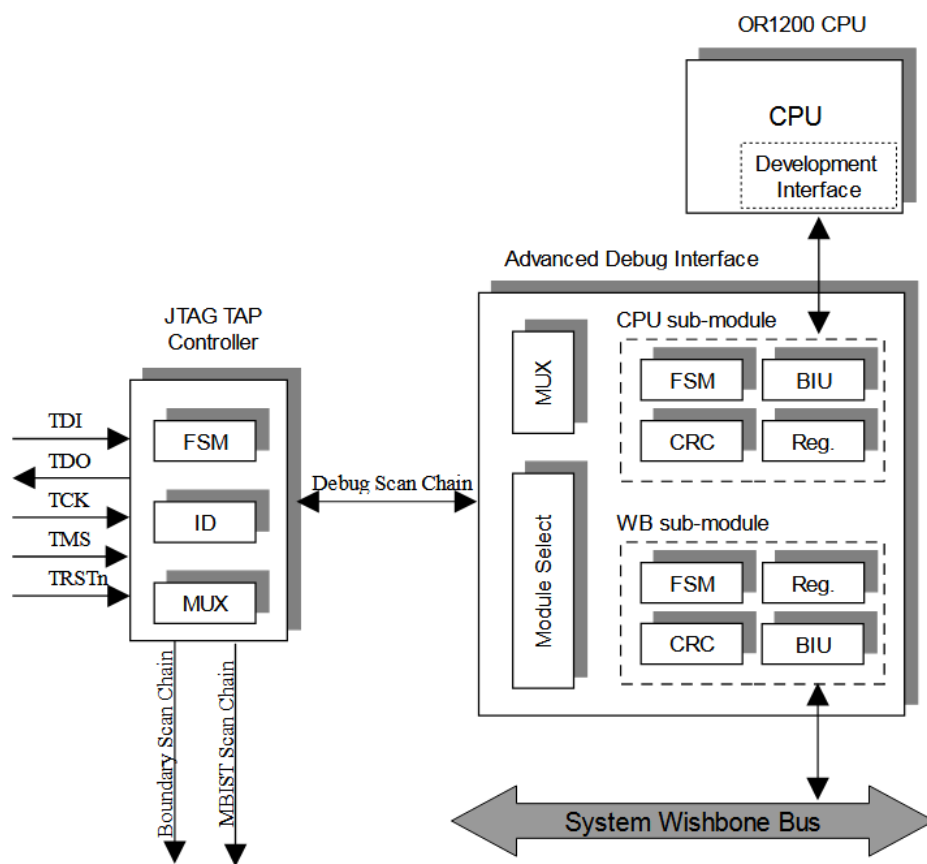 OR1200 CPU
CPU
Development
Interface
Advanced Debug Interface
JTAG TAP
Controller
CPU sub-module
MUX
FSM
BIU
CRC
Reg.
TDI
TDO
TCK
TMS
TRSTn
FSM
ID
MUX
Debug Scan Chain
Module Select
WB sub-module
FSM
Reg.
CRC
BIU
Boundary Scan Chain
MBIST Scan Chain
System Wishbone Bus